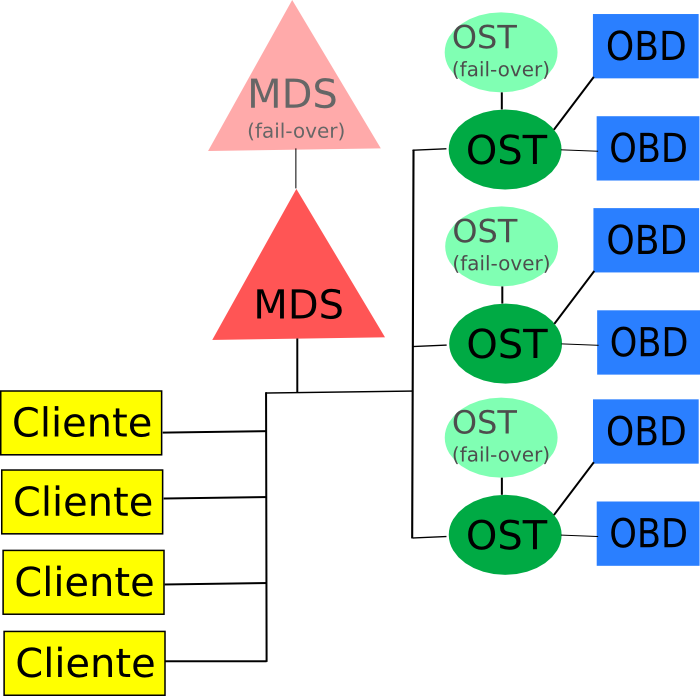 MDS
(fail-over)
MDS
Cliente
Cliente
Cliente
Cliente
OST
(fail-over)
OST
OBD
OBD
OST
(fail-over)
OST
OBD
OBD
OST
(fail-over)
OST
OBD
OBD